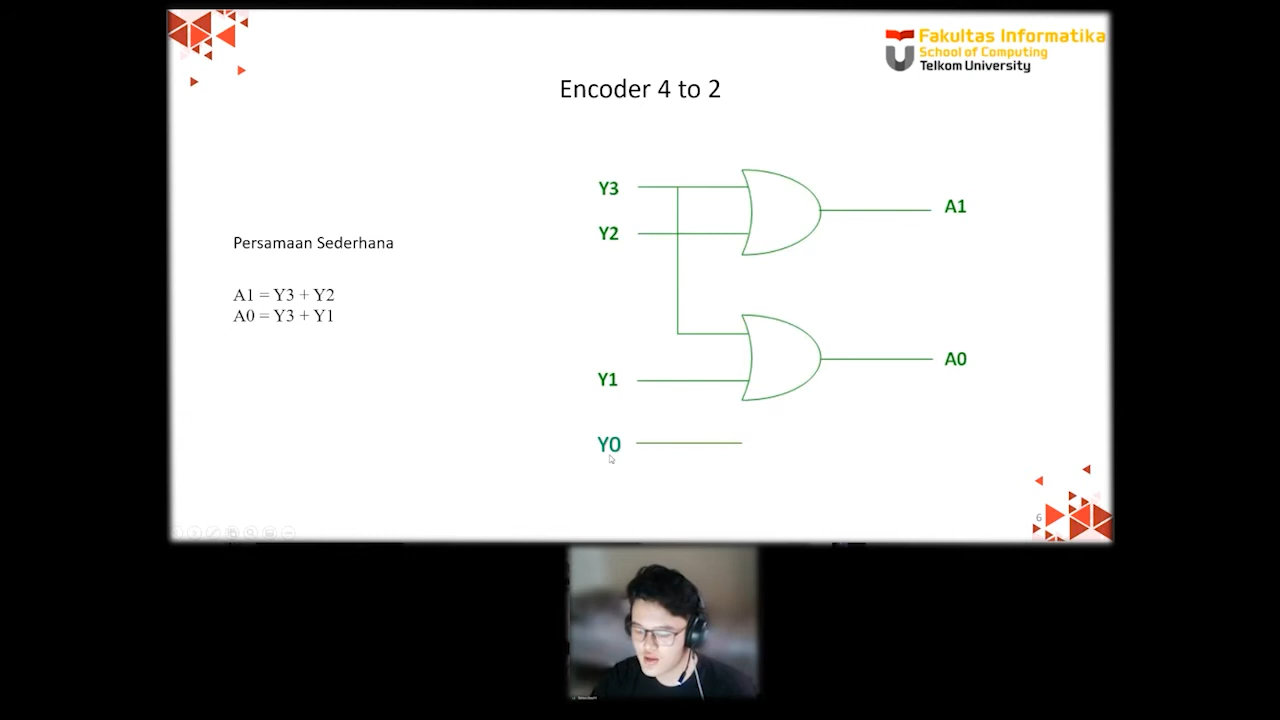 Fakultas Informatika
School of Computing
Telkom University
Encoder 4 to 2
Y3
A1
Y2
Persamaan Sederhana
A1 = Y3 + Y2
A0 = Y3 + Y1
A0
Y1
Y0
6